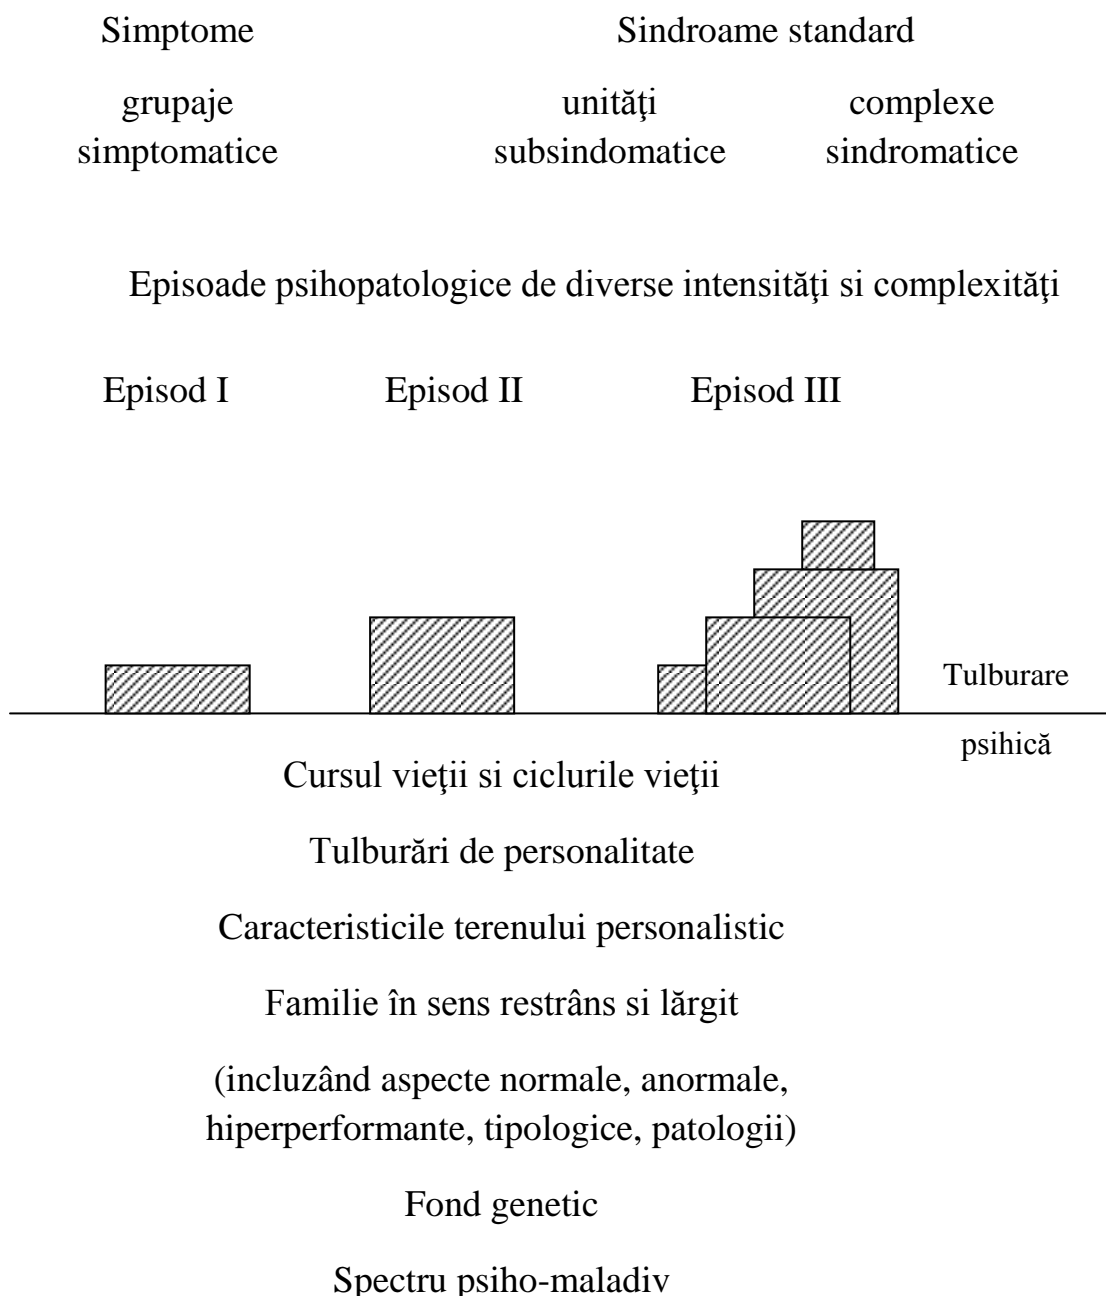 Simptome Sindroame standard
grupaje unităţi complexe
simptomatice subsindomatice sindromatice
Episoade psihopatologice de diverse intensităţi si complexităţi
Episod I Episod II Episod III
Tulburare
psihică
Cursul vieţii si ciclurile vieţii
Tulburări de personalitate
Caracteristicile terenului personalistic
Familie în sens restrâns si lărgit
(incluzând aspecte normale, anormale,
hiperperformante, tipologice, patologii)
Fond genetic
Spectru psiho-maladiv